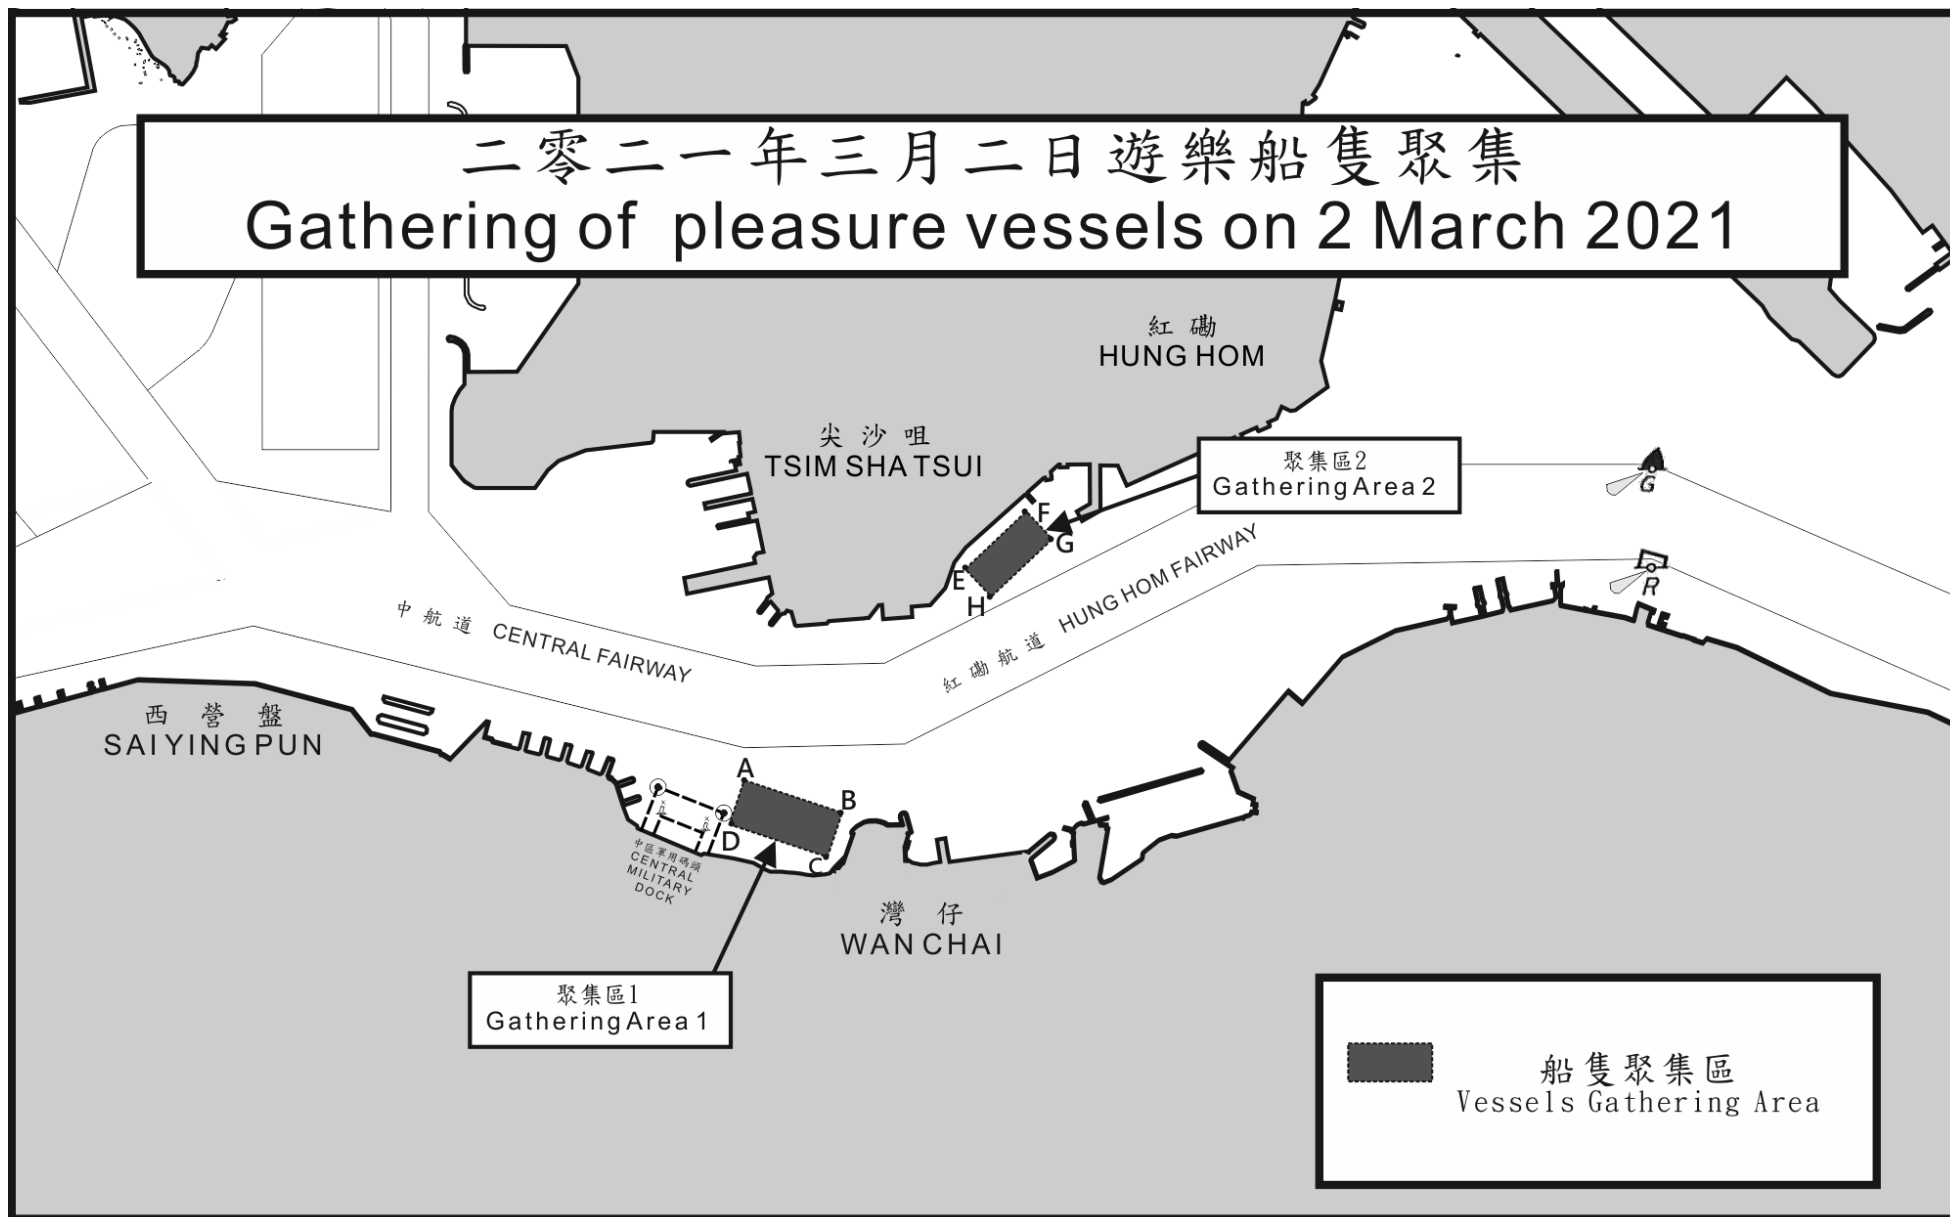 二零二一年三月二日遊樂船隻聚集
Gathering of pleasure vessels on 2 March 2021
紅磡
HUNG HOM
尖沙咀
TSIM SHA TSUI
聚集區2
Gathering Area 2
F
G
E
H
G
R
中航道 CENTRAL FAIRWAY
紅磡航道 HUNG HOM FAIRWAY
西營盤
SAI YING PUN
A
B
D
C
中區軍用碼頭
CENTRAL
MILITARY
DOCK
灣仔
WAN CHAI
聚集區1
Gathering Area 1
船隻聚集區
Vessels Gathering Area